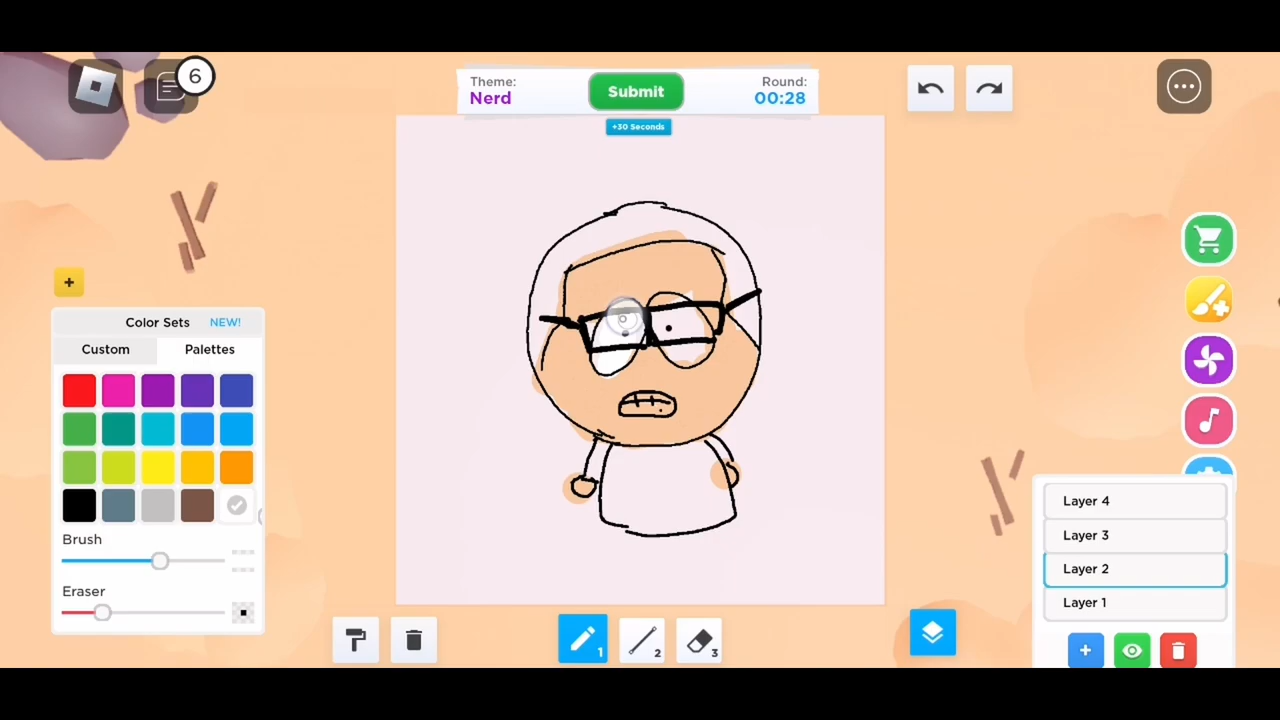 6
Theme:
Nerd
Submit
Round:
00:28
+30 Seconds
+
Color Sets NEW!
Custom Palettes
Brush
Eraser
1
2
3
Layer 4
Layer 3
Layer 2
Layer 1
+